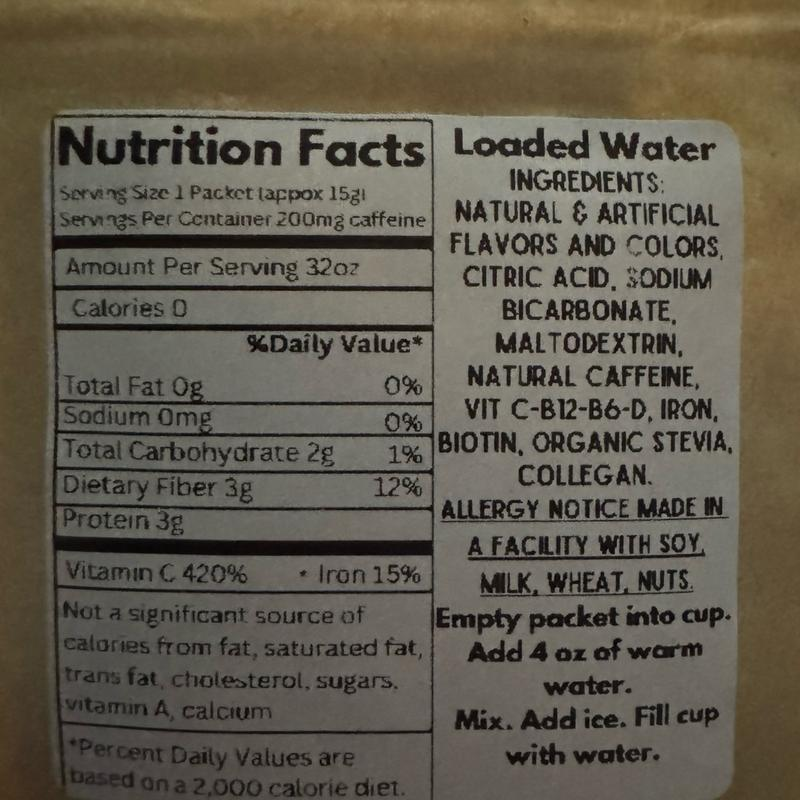 Nutrition Facts
Serving Size 1 Packet (appox 15g)
Servings Per Container 200mg caffeine
Amount Per Serving 32oz
Calories 0
%Daily Value*
Total Fat 0g 0%
Sodium 0mg 0%
Total Carbohydrate 2g 1%
Dietary Fiber 3g 12%
Protein 3g
Vitamin C 420% • Iron 15%
Not a significant source of
calories from fat, saturated fat,
trans fat, cholesterol, sugars,
vitamin A, calcium
*Percent Daily Values are
based on a 2,000 calorie diet.
Loaded Water
INGREDIENTS:
NATURAL & ARTIFICIAL
FLAVORS AND COLORS,
CITRIC ACID, SODIUM
BICARBONATE,
MALTODEXTRIN,
NATURAL CAFFEINE,
VIT C-B12-B6-D, IRON,
BIOTIN, ORGANIC STEVIA,
COLLEGAN.
ALLERGY NOTICE MADE IN
A FACILITY WITH SOY,
MILK, WHEAT, NUTS.
Empty packet into cup.
Add 4 oz of warm
water.
Mix. Add ice. Fill cup
with water.